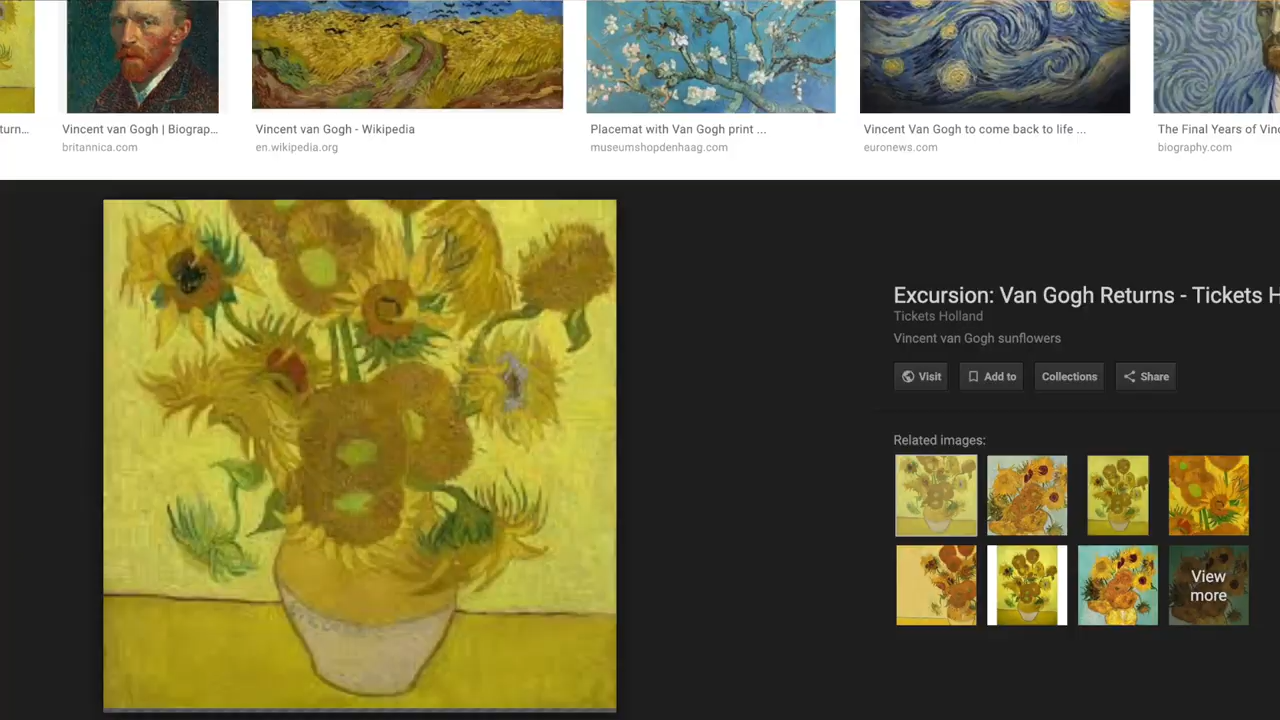 turn...
Vincent van Gogh | Biograp...
Vincent van Gogh - Wikipedia
Placemat with Van Gogh print ...
Vincent Van Gogh to come back to life ...
The Final Years of Vinc
britannica.com
en.wikipedia.org
museumshopdenhaag.com
euronews.com
biography.com
Excursion: Van Gogh Returns - Tickets H
Tickets Holland
Vincent van Gogh sunflowers
Visit
Add to
Collections
Share
Related images:
View
more